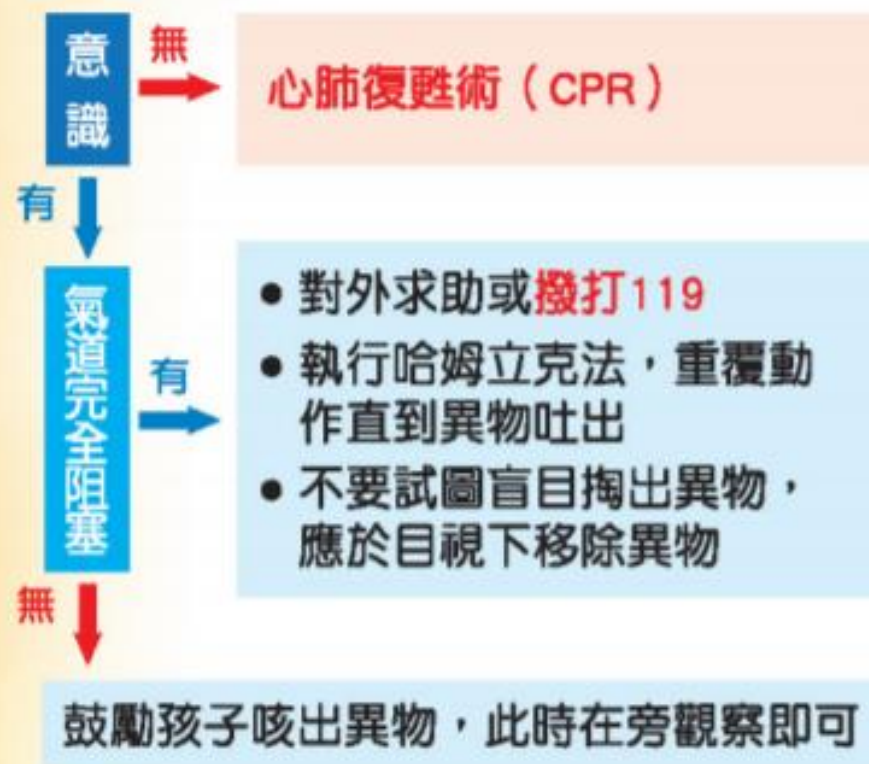 意識
無
心肺復甦術（CPR）
有
氣道完全阻塞
有
● 對外求助或撥打119
● 執行哈姆立克法，重覆動
作直到異物吐出
● 不要試圖盲目掏出異物，
應於目視下移除異物
無
鼓勵孩子咳出異物，此時在旁觀察即可